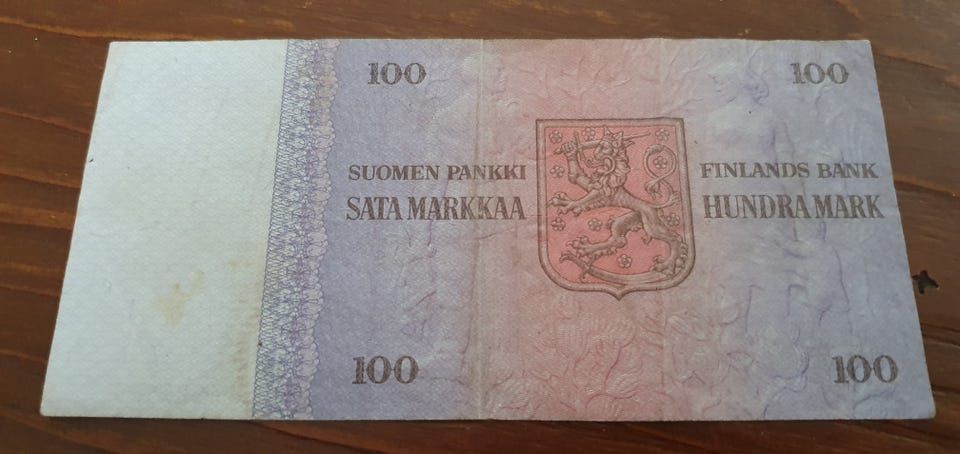 100 100
SUOMEN PANKKI FINLANDS BANK
SATA MARKKAA HUNDRA MARK
100 100